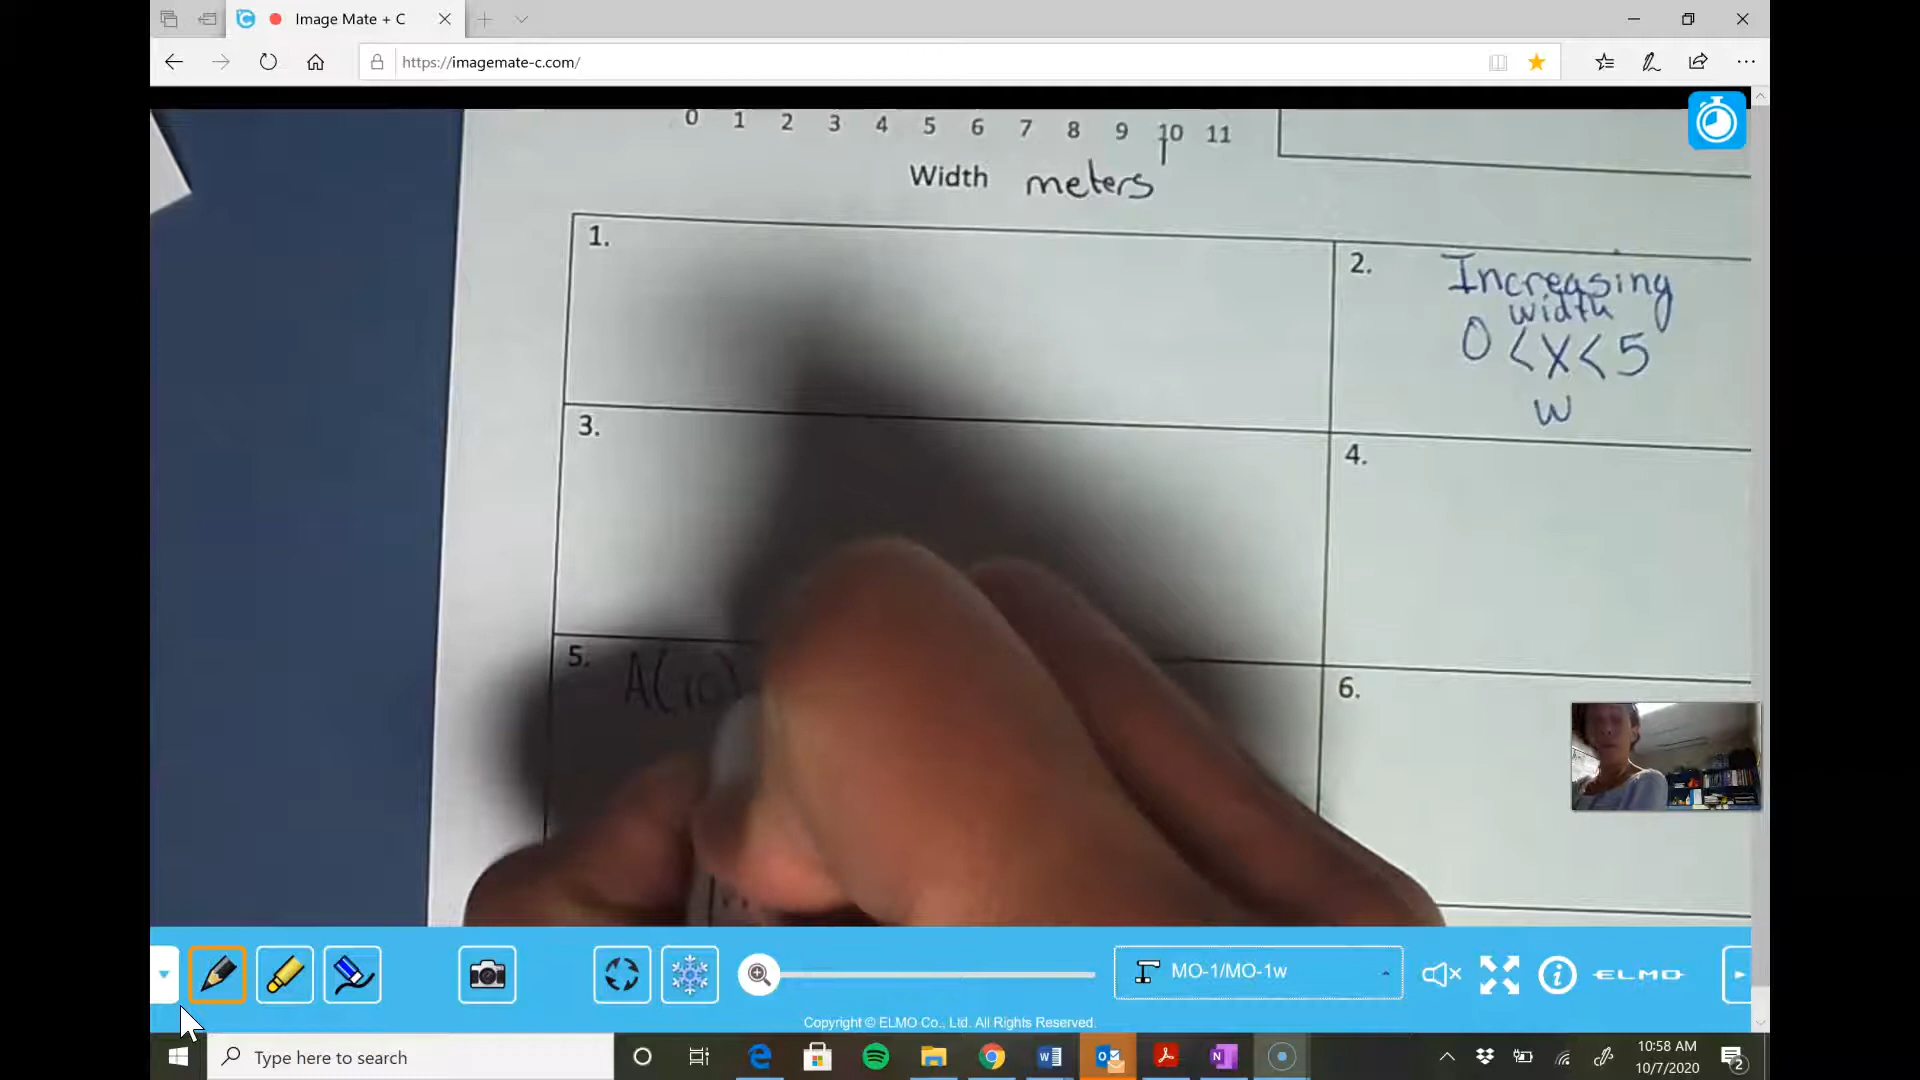 Image Mate + C
https://imagemate-c.com/
0 1 2 3 4 5 6 7 8 9 10 11
Width meters
1.
2. Increasing
width
0 < x < 5
w
3.
4.
5. A(10)
6.
MO-1/MO-1w
ELMO
Copyright © ELMO Co., Ltd. All Rights Reserved.
Type here to search
10:58 AM
10/7/2020
2